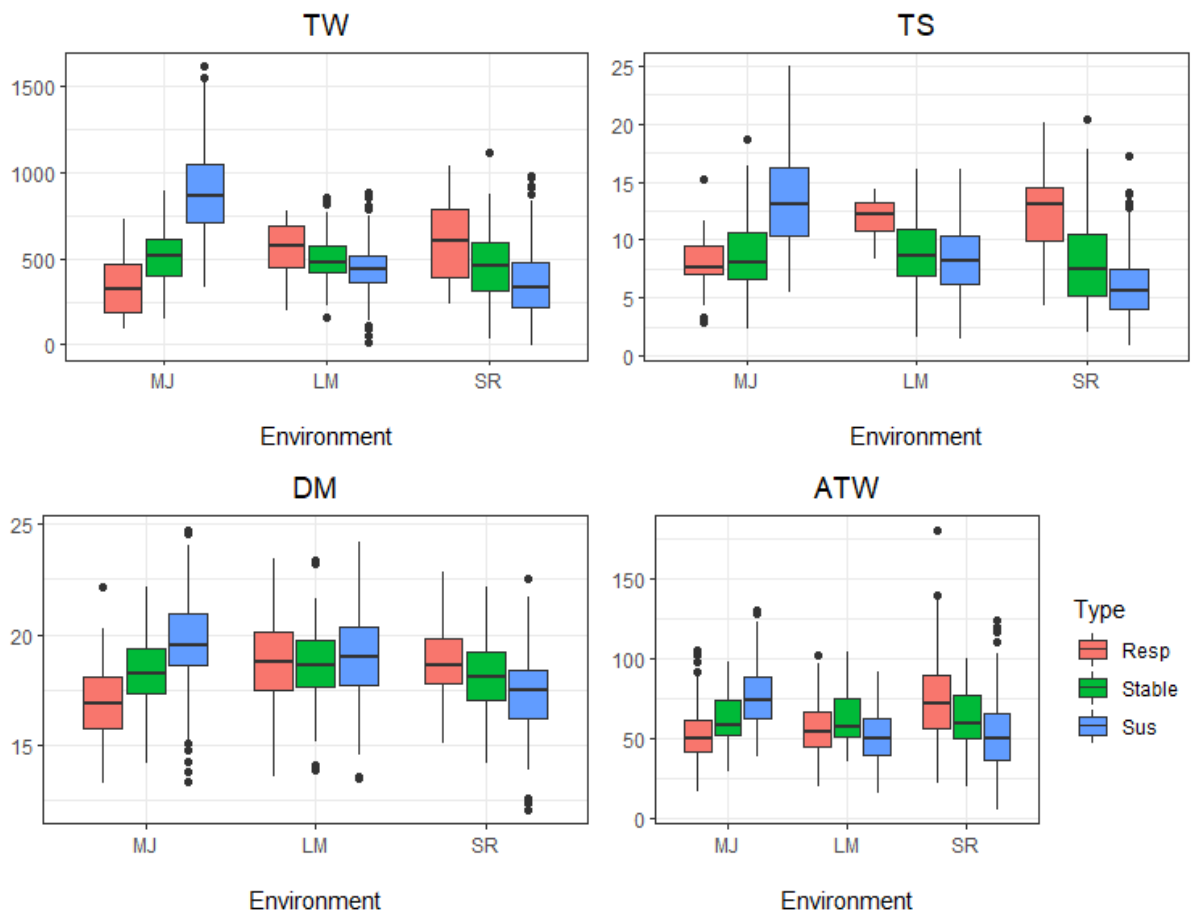 TW
1500
1000
500
0
MJ LM SR
Environment
TS
25
20
15
10
5
0
MJ LM SR
Environment
DM
25
20
15
MJ LM SR
Environment
ATW
150
100
50
0
MJ LM SR
Environment
Type
Resp
Stable
Sus